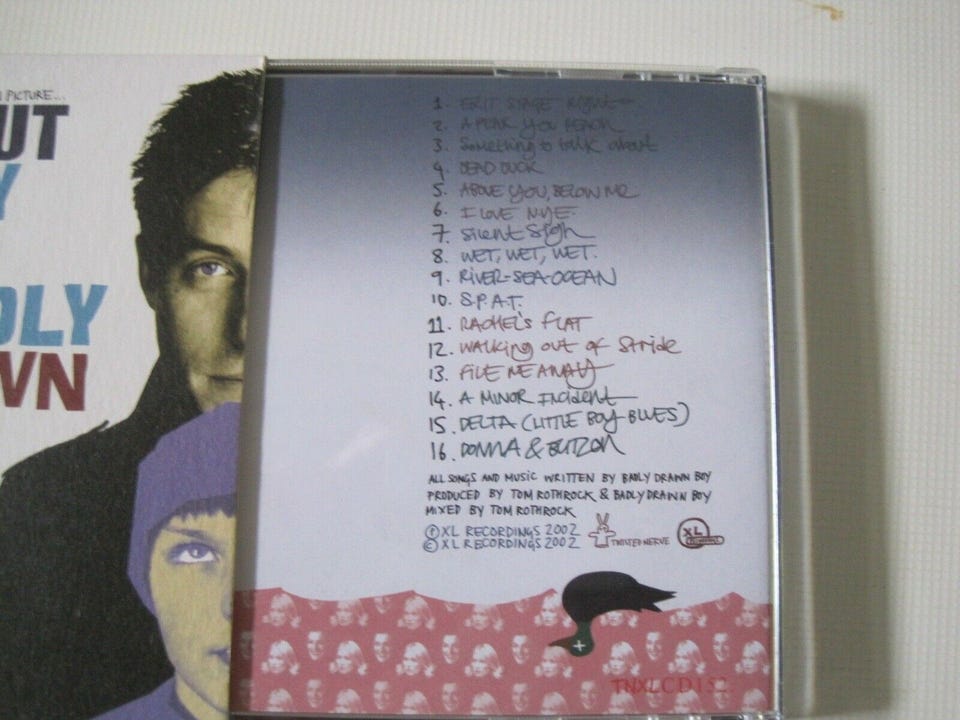 PICTURE...
UT
Y
DLY
WN
1. EXIT STAGE RIGHT
2. A PEAK YOU REACH
3. Something to talk about
4. DEAD DUCK
5. ABOVE YOU, BELOW ME
6. I LOVE NYE.
7. Silent Sigh
8. WET, WET, WET.
9. RIVER-SEA-OCEAN
10. S.P.A.T.
11. RACHEL'S FLAT
12. WALKING OUT OF STRIDE
13. FILE ME AWAY
14. A MINOR INCIDENT
15. DELTA (LITTLE BOY BLUES)
16. DONNA & BLITZEN
ALL SONGS AND MUSIC WRITTEN BY BADLY DRAWN BOY
PRODUCED BY TOM ROTHROCK & BADLY DRAWN BOY
MIXED BY TOM ROTHROCK
℗ XL RECORDINGS 2002
© XL RECORDINGS 2002
TWISTED NERVE
XL
TNXLCD152